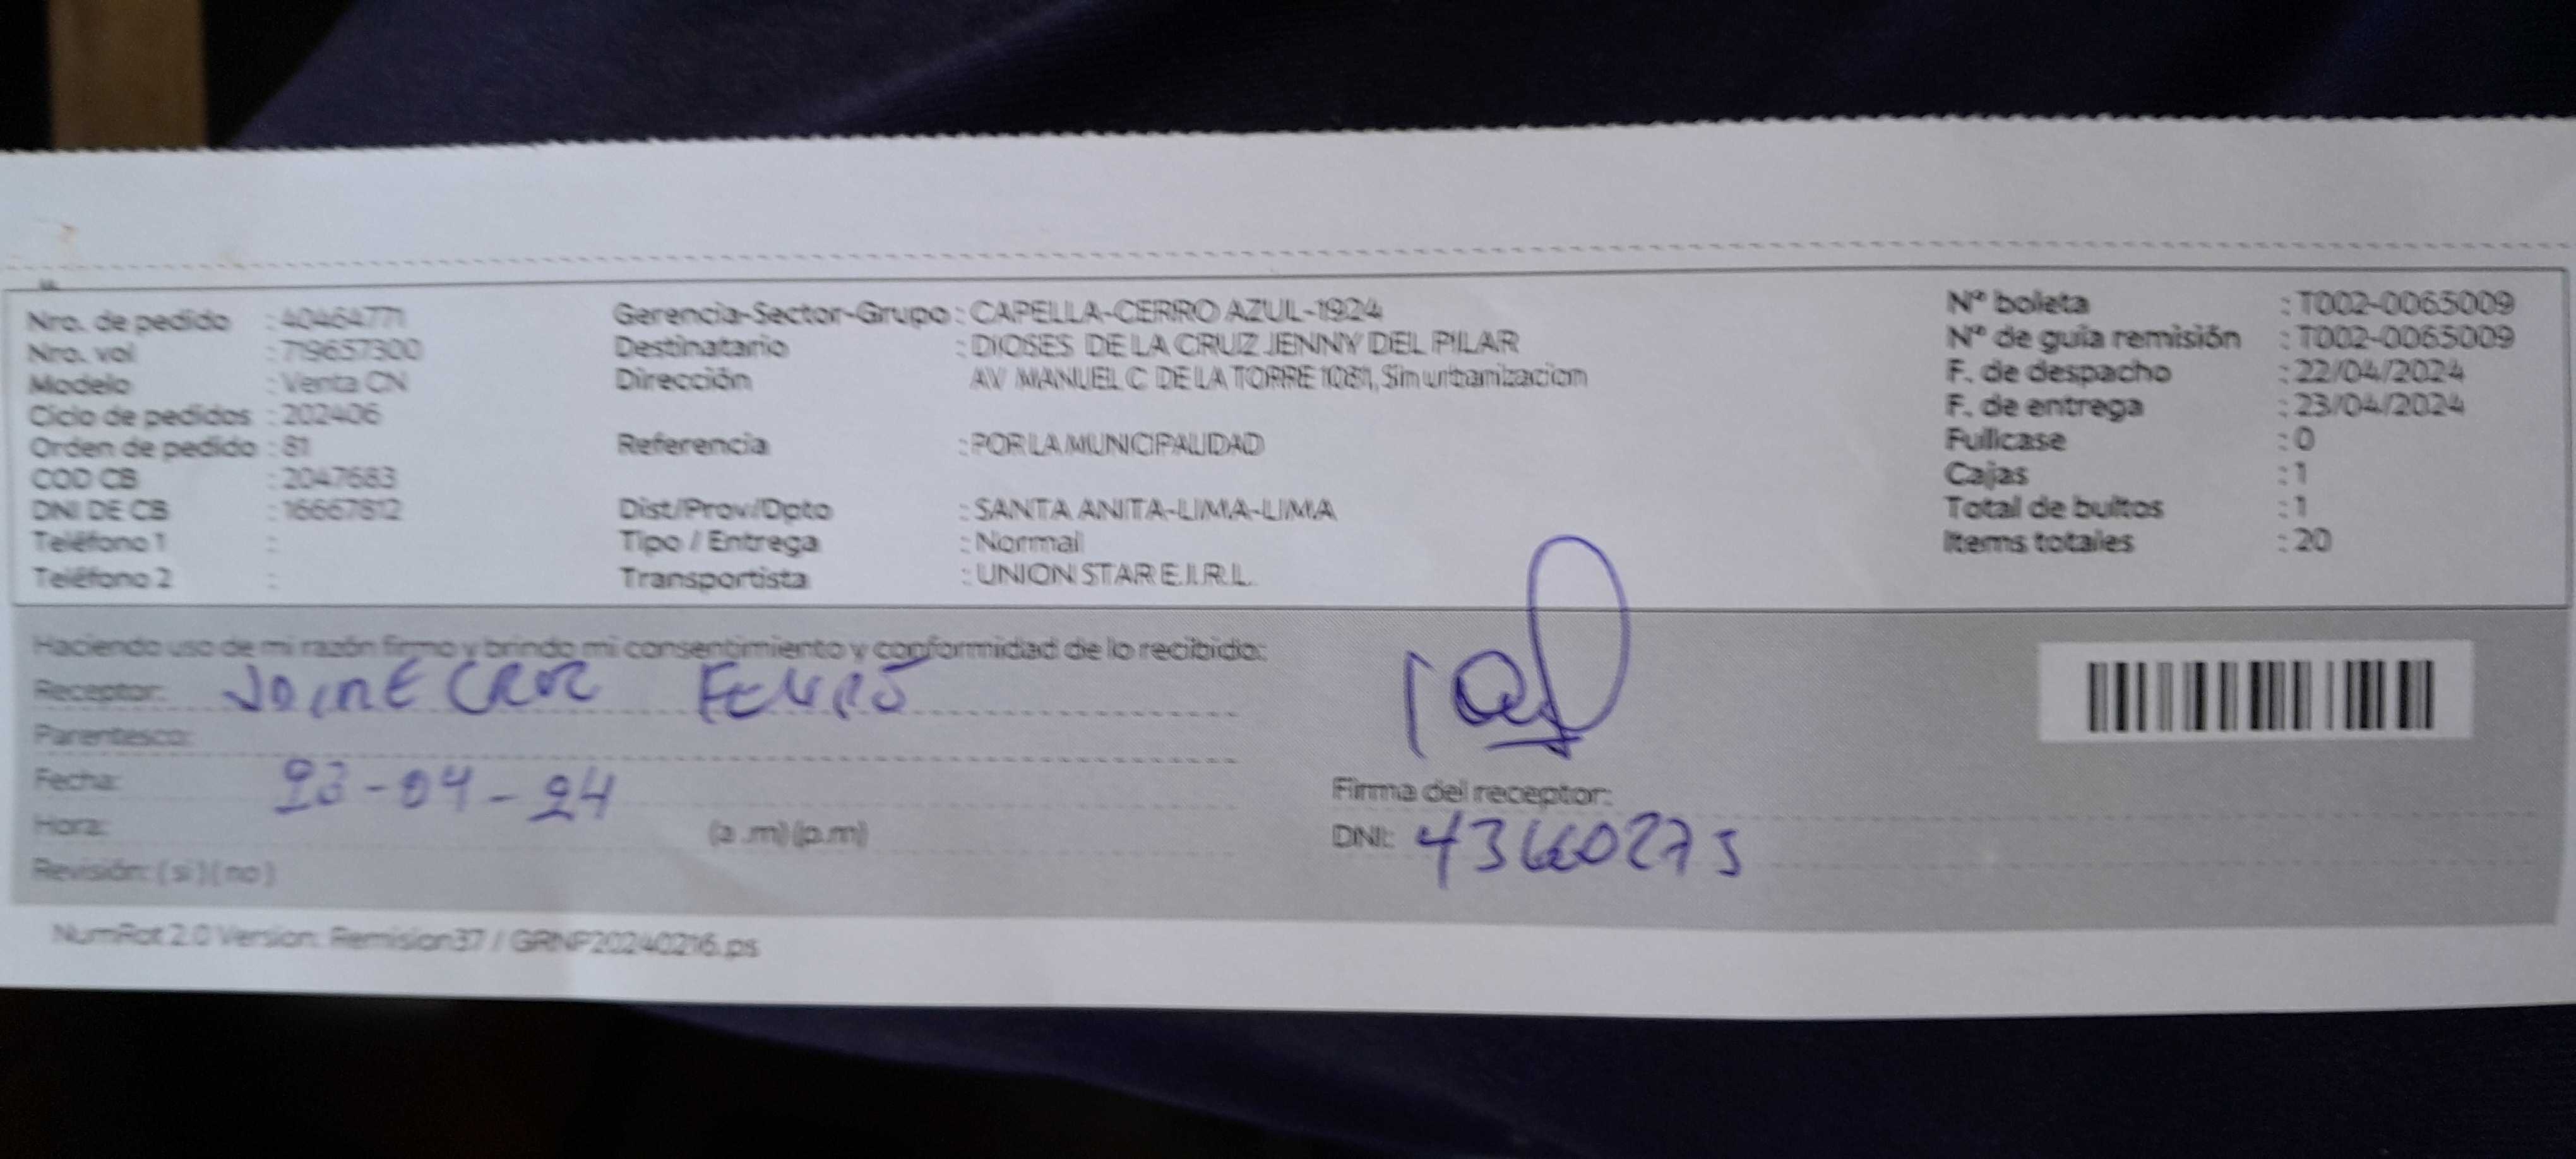 Nro. de pedido : 40464771
Nro. vol : 719657300
Modelo : Venta CN
Ciclo de pedidos : 202406
Orden de pedido : 81
COD CB : 2047683
DNI DE CB : 16667812
Teléfono 1 :
Teléfono 2 :
Gerencia-Sector-Grupo : CAPELLA-CERRO AZUL-1924
Destinatario : DIOSES DE LA CRUZ JENNY DEL PILAR
Dirección AV MANUEL C DE LA TORRE 1081, Sin urbanizacion
Referencia : POR LA MUNICIPALIDAD
Dist/Prov/Dpto : SANTA ANITA-LIMA-LIMA
Tipo / Entrega : Normal
Transportista : UNION STAR E.I.R.L.
Nº boleta : T002-0065009
Nº de guía remisión : T002-0065009
F. de despacho : 22/04/2024
F. de entrega : 23/04/2024
Fullcase : 0
Cajas : 1
Total de bultos : 1
Items totales : 20
Haciendo uso de mi razón firmo y brindo mi consentimiento y conformidad de lo recibido:
Receptor: CRUZ
Parentesco:
Fecha: 23-04-24
Hora: (a .m) (p.m)
Revisión: ( si ) ( no )
Firma del receptor:
DNI: 43660275
NumRot 2.0 Version: Remision37 / GRNP20240216.ps